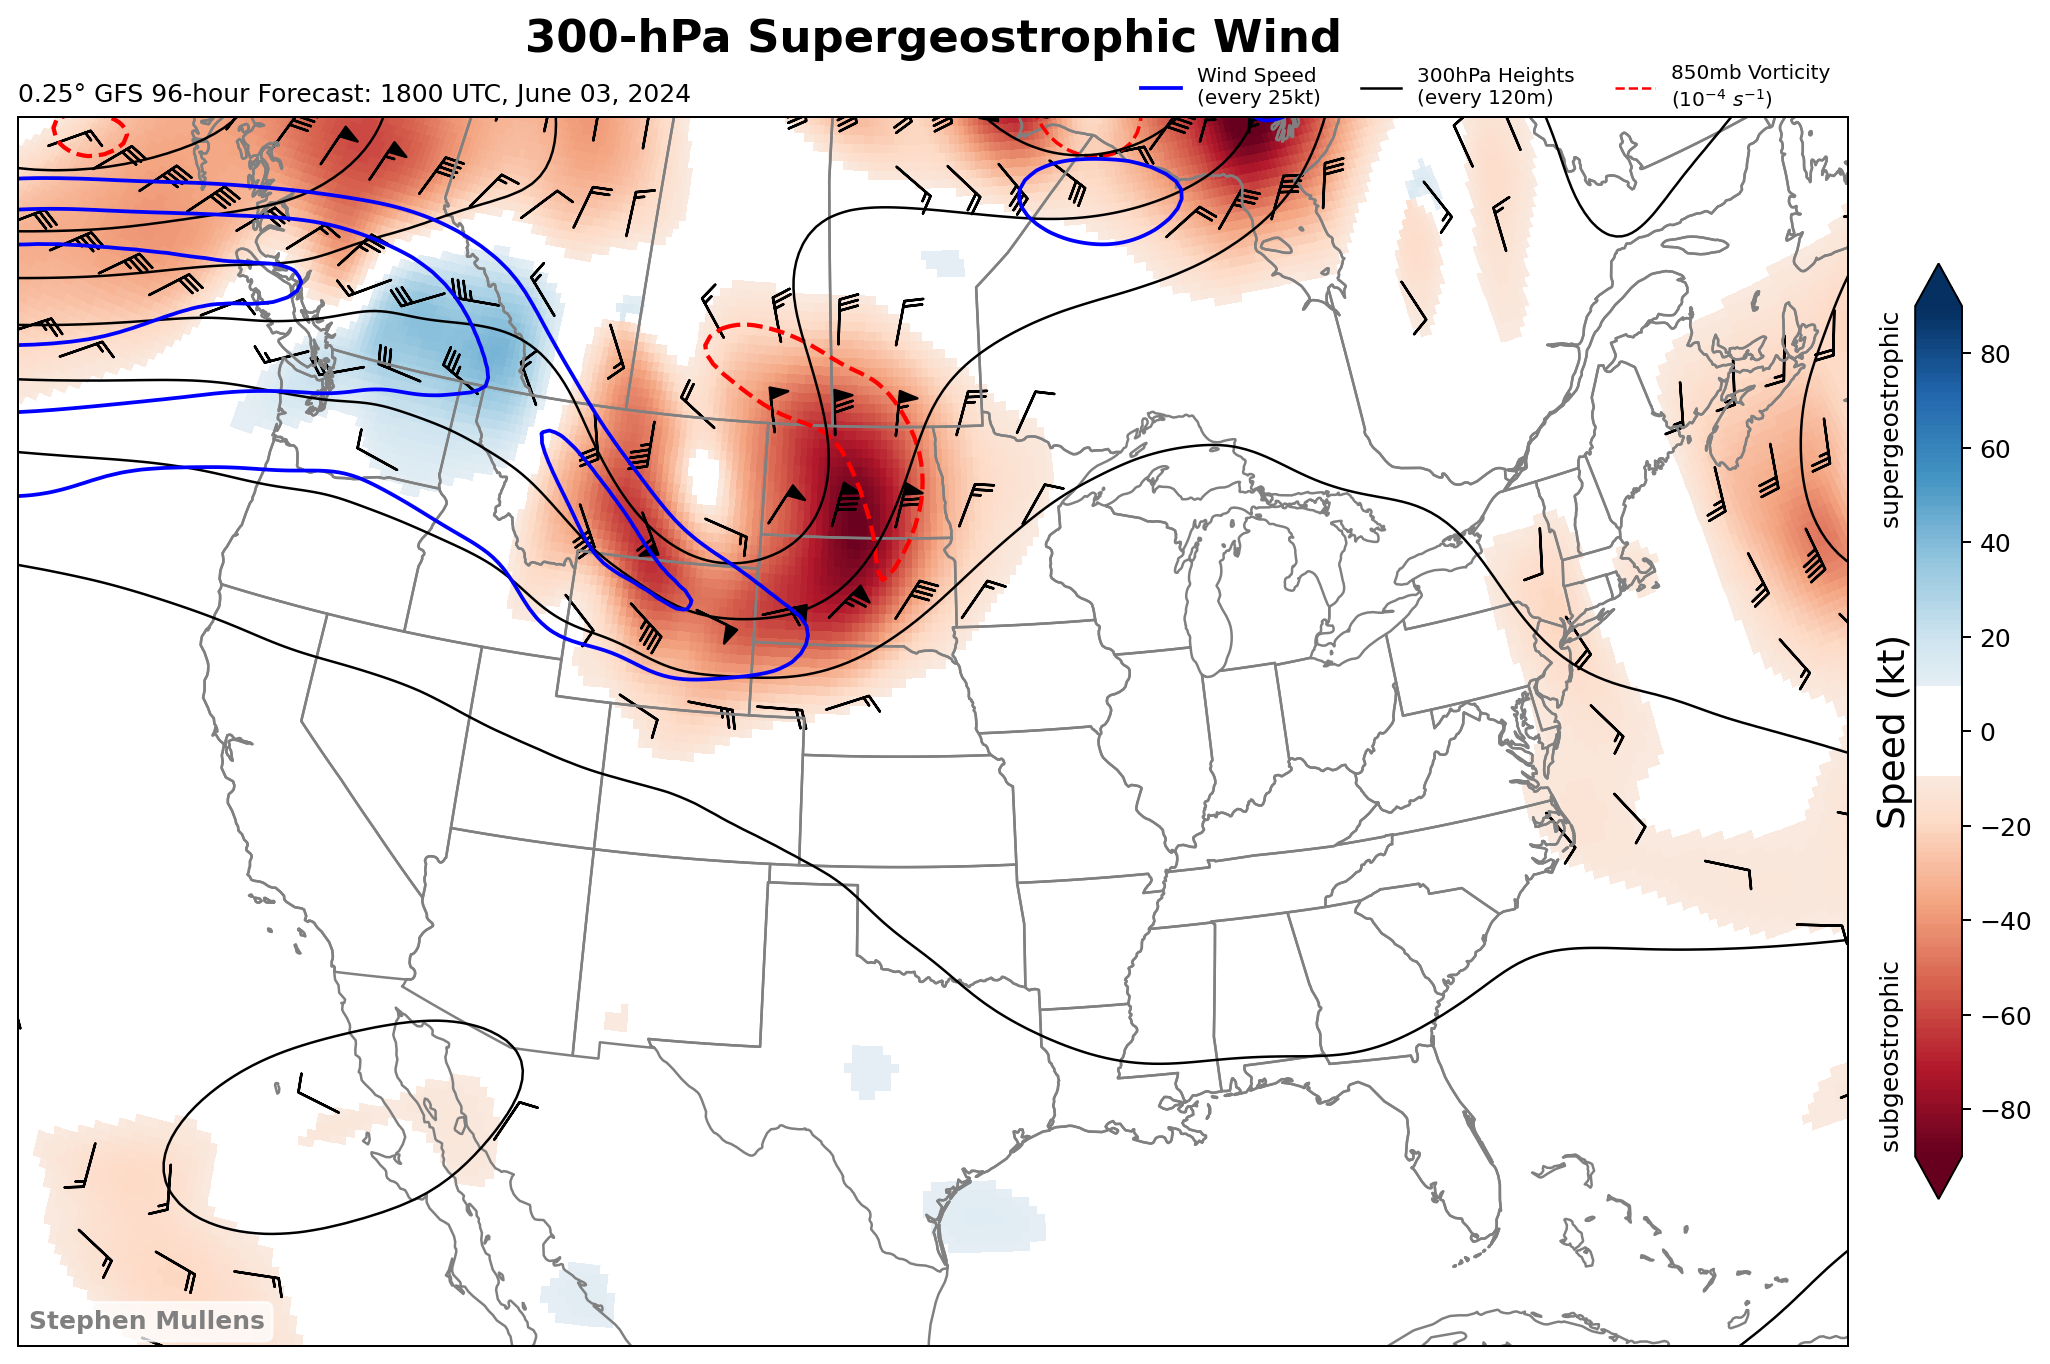 300-hPa Supergeostrophic Wind
0.25° GFS 96-hour Forecast: 1800 UTC, June 03, 2024
Wind Speed
(every 25kt)
300hPa Heights
(every 120m)
850mb Vorticity
(10⁻⁴ s⁻¹)
supergeostrophic
Speed (kt)
subgeostrophic
80
60
40
20
0
−20
−40
−60
−80
Stephen Mullens